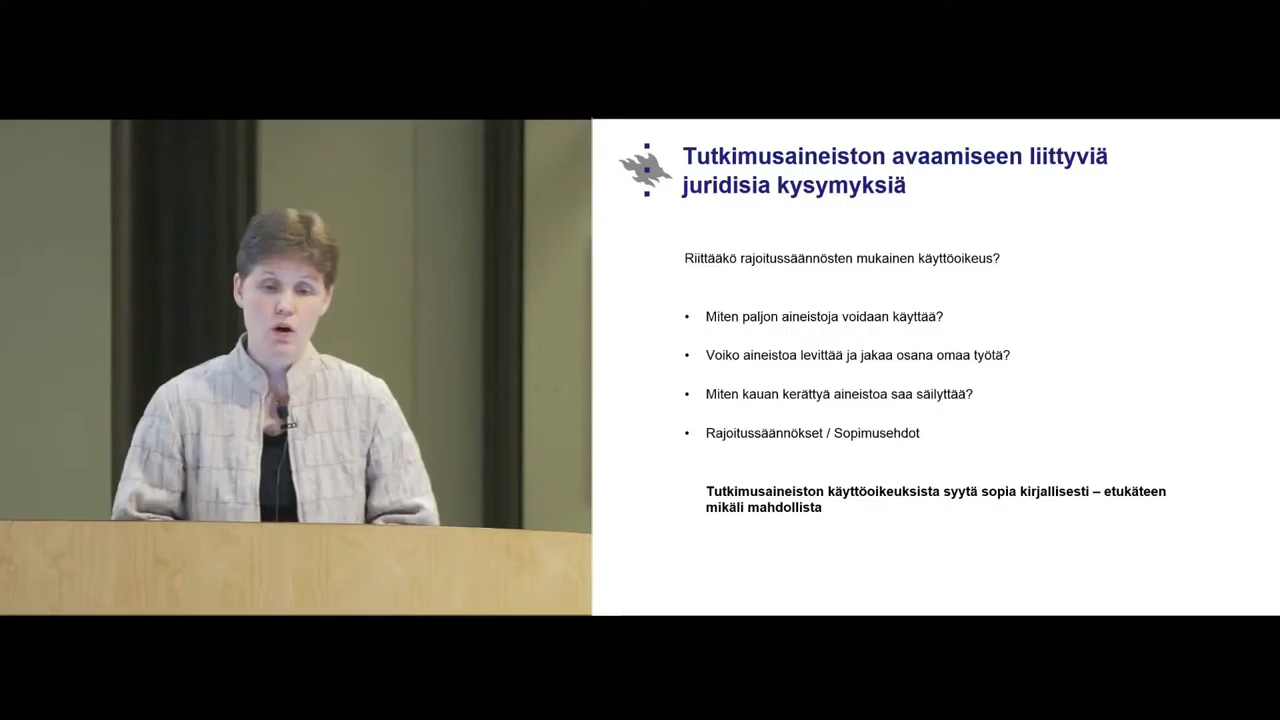 Tutkimusaineiston avaamiseen liittyviä
juridisia kysymyksiä
Riittääkö rajoitussäännösten mukainen käyttöoikeus?
• Miten paljon aineistoja voidaan käyttää?
• Voiko aineistoa levittää ja jakaa osana omaa työtä?
• Miten kauan kerättyä aineistoa saa säilyttää?
• Rajoitussäännökset / Sopimusehdot
Tutkimusaineiston käyttöoikeuksista syytä sopia kirjallisesti – etukäteen
mikäli mahdollista